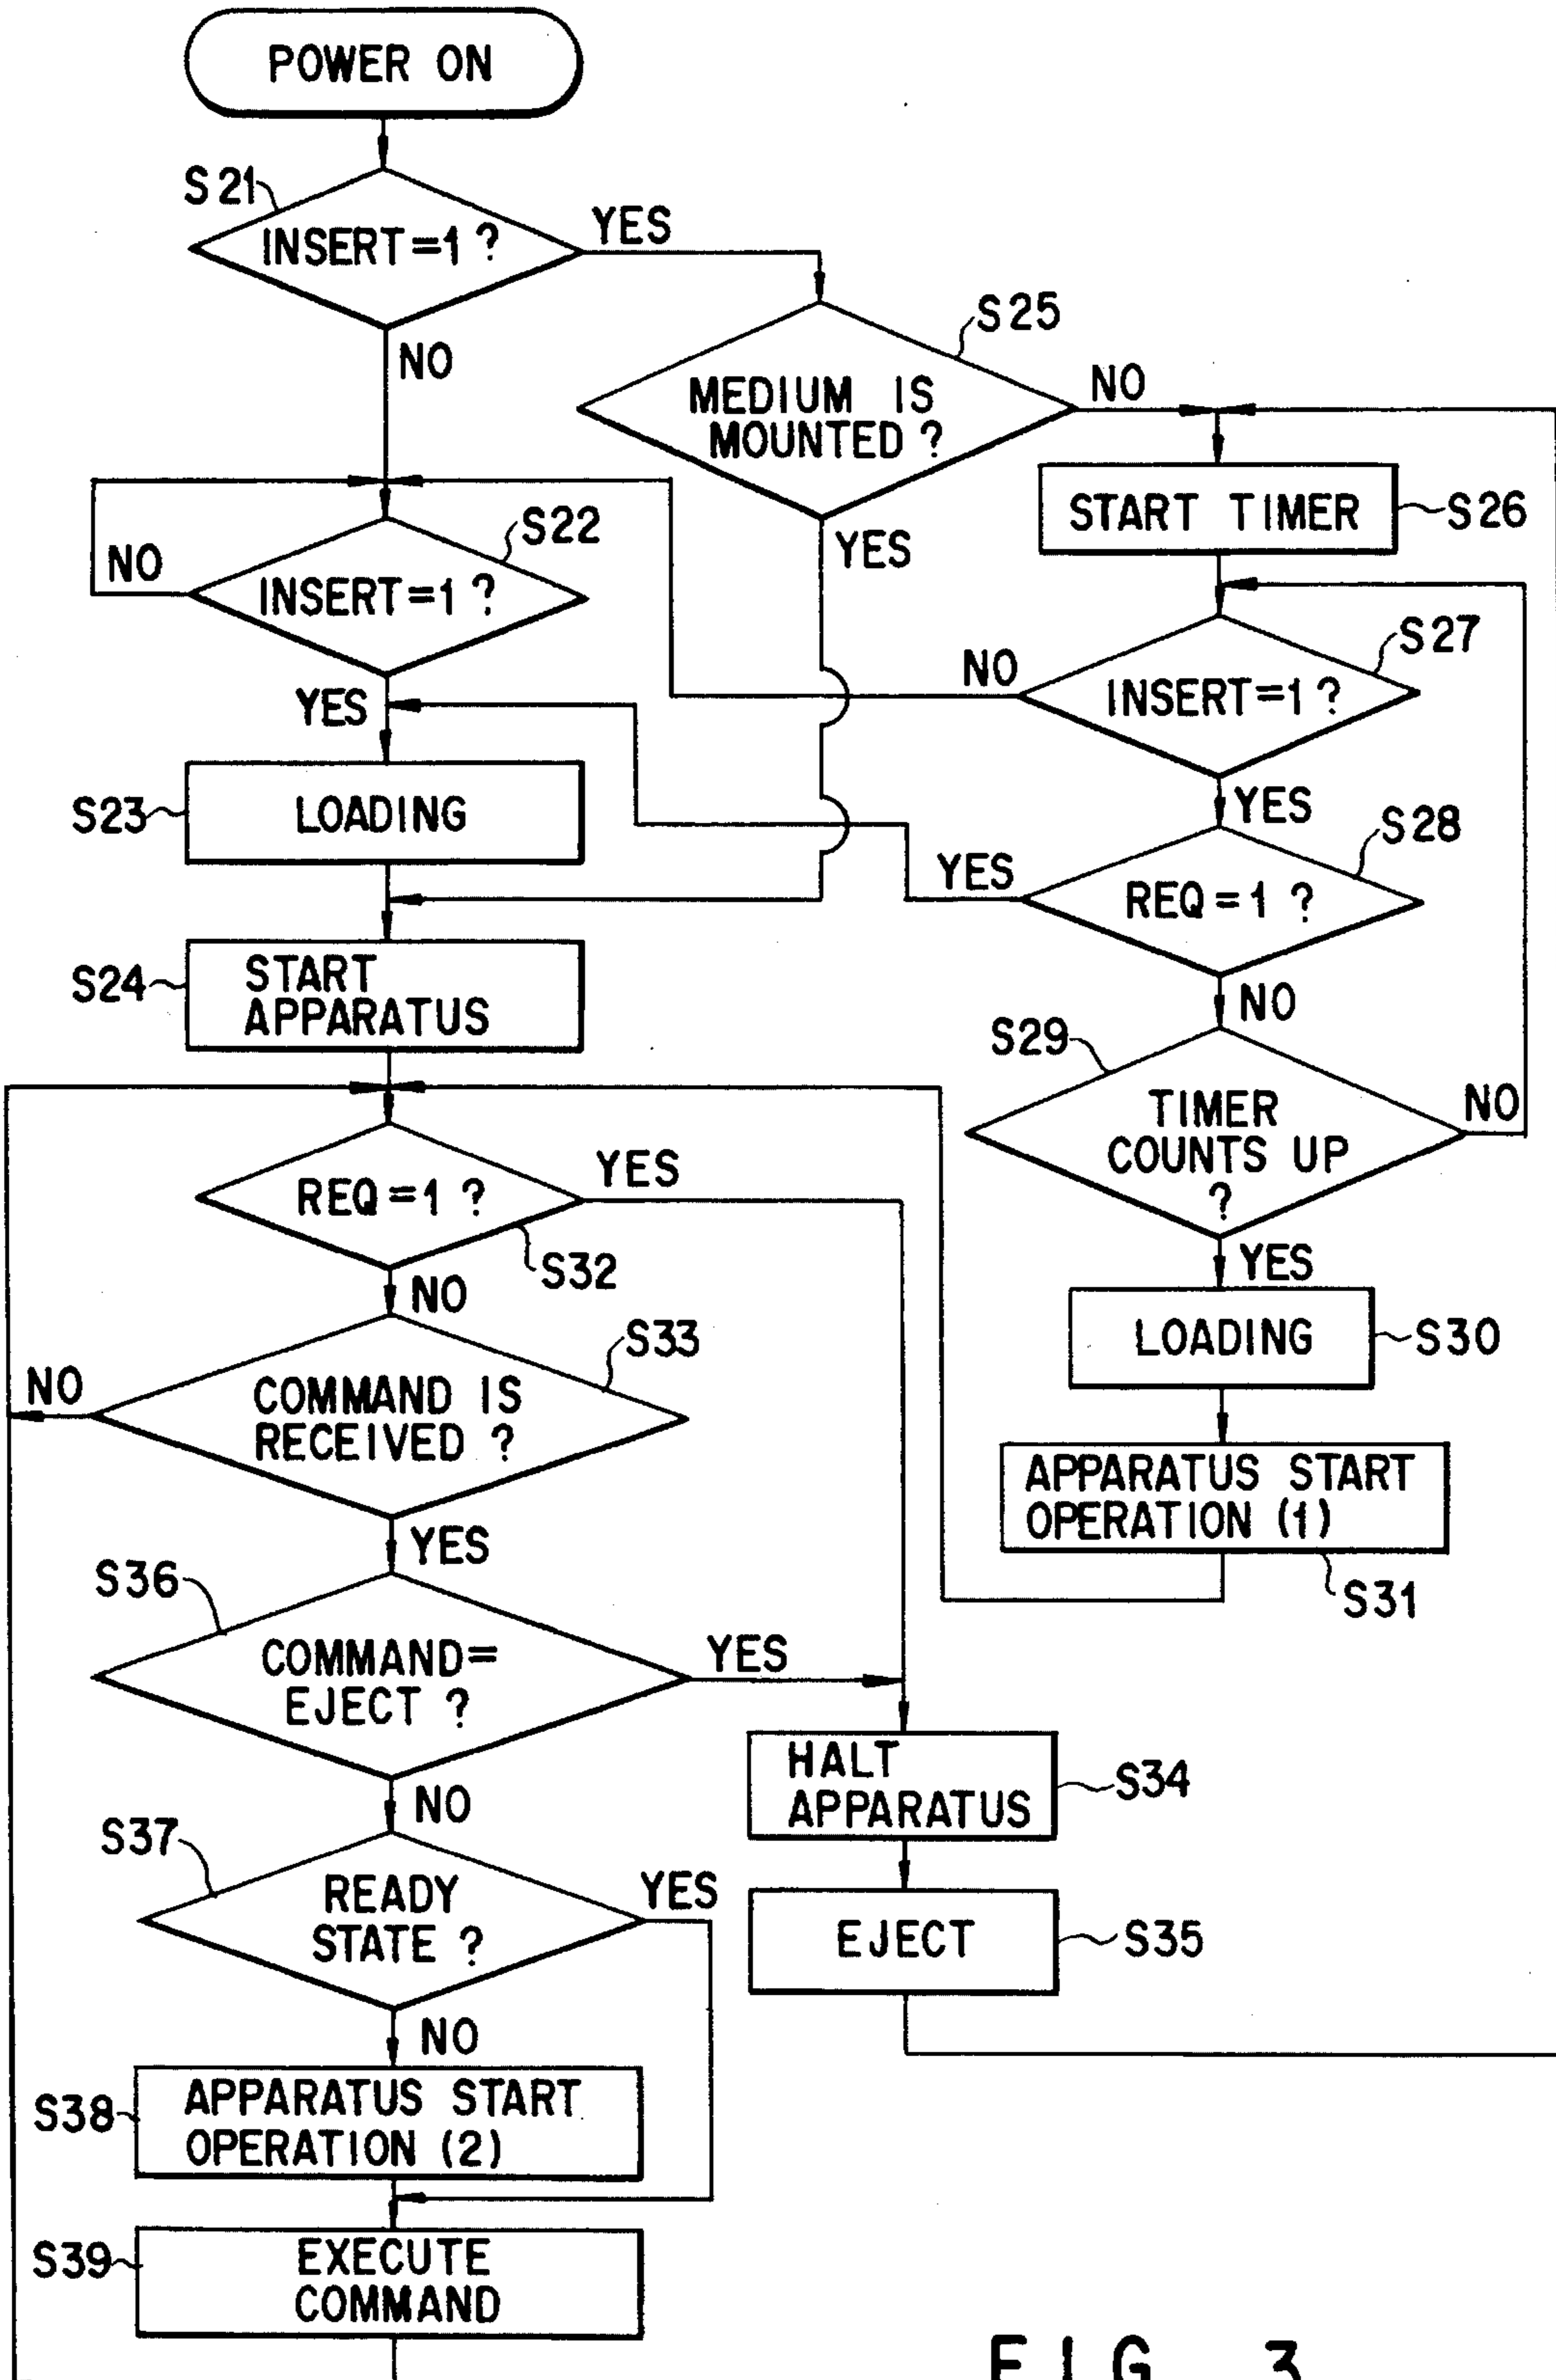 POWER ON
S21
INSERT=1 ?
YES
NO
S25
MEDIUM IS
MOUNTED ?
NO
YES
START TIMER
S26
S22
NO
INSERT=1 ?
YES
S27
NO
INSERT=1 ?
YES
S23
LOADING
S28
YES
REQ=1 ?
NO
S24
START
APPARATUS
S29
TIMER
COUNTS UP
?
NO
YES
REQ=1 ?
YES
S32
NO
LOADING
S30
S33
NO
COMMAND IS
RECEIVED ?
YES
APPARATUS START
OPERATION (1)
S31
S36
COMMAND=
EJECT ?
YES
NO
HALT
APPARATUS
S34
S37
READY
STATE ?
YES
NO
EJECT
S35
S38
APPARATUS START
OPERATION (2)
S39
EXECUTE
COMMAND
FIG. 3